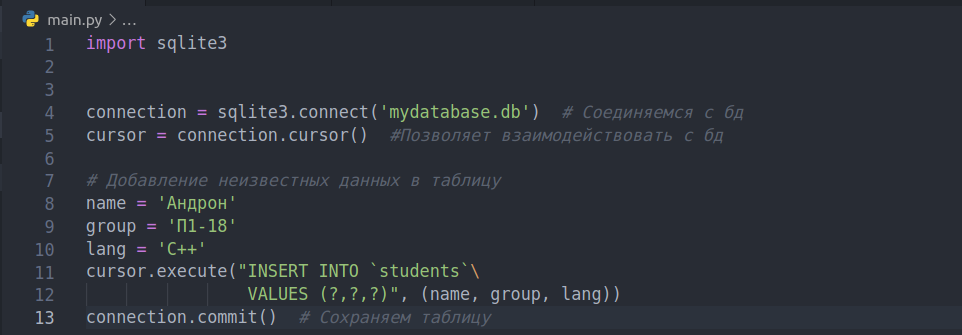 main.py > ...
1 import sqlite3
2
3
4 connection = sqlite3.connect('mydatabase.db')  # Соединяемся с бд
5 cursor = connection.cursor()  #Позволяет взаимодействовать с бд
6
7 # Добавление неизвестных данных в таблицу
8 name = 'Андрон'
9 group = 'П1-18'
10 lang = 'C++'
11 cursor.execute("INSERT INTO `students`\
12                 VALUES (?,?,?)", (name, group, lang))
13 connection.commit()  # Сохраняем таблицу